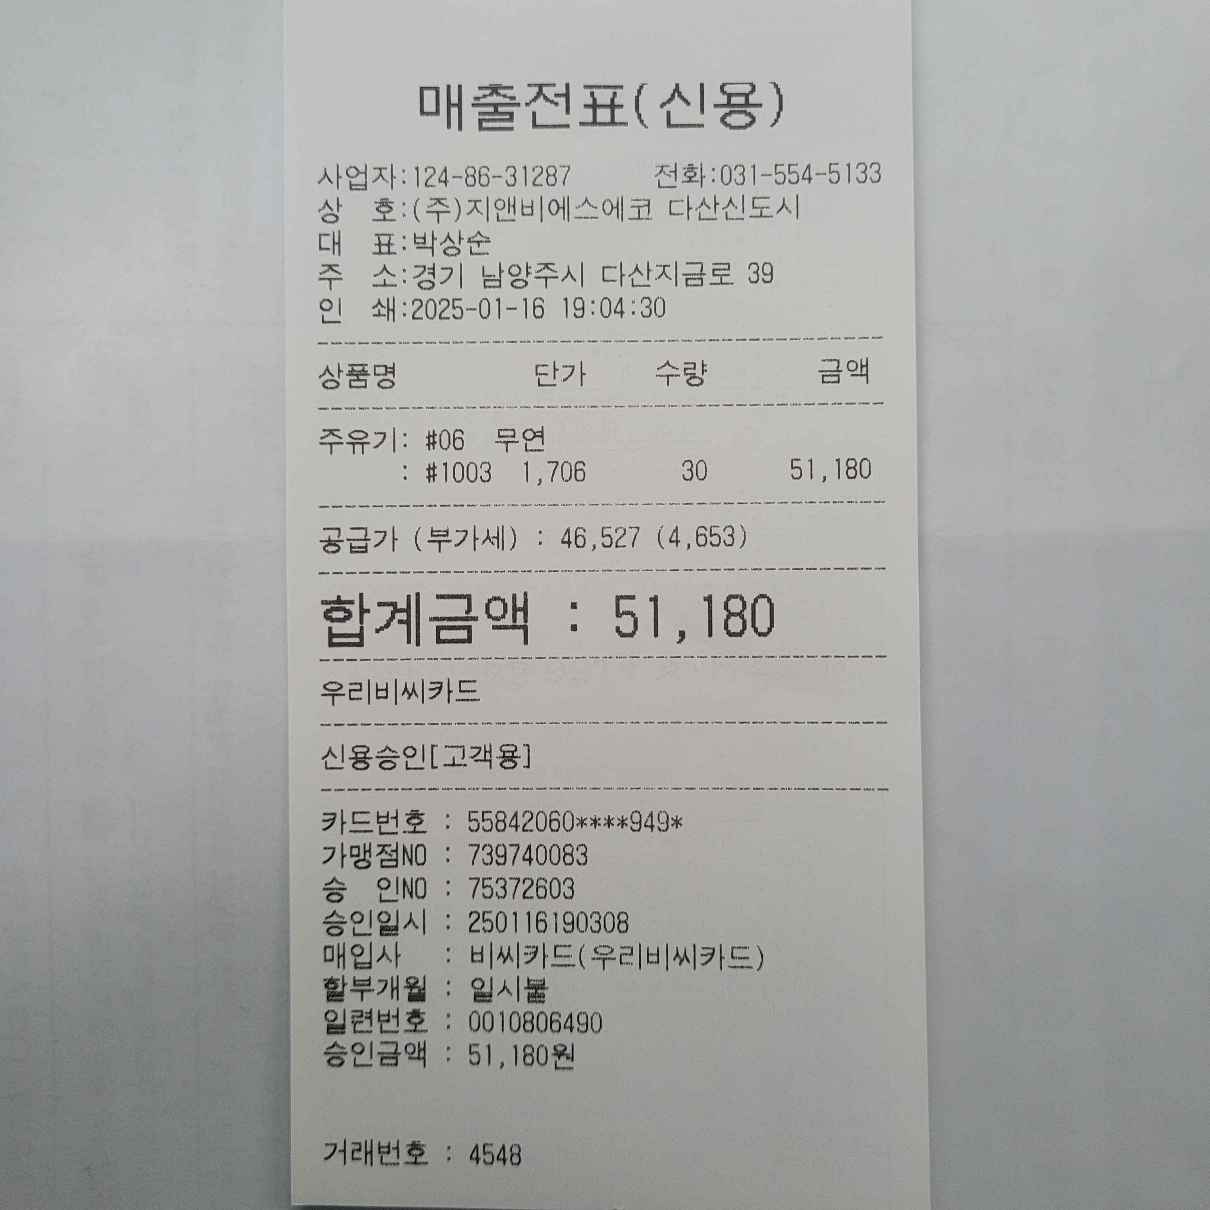 매출전표(신용)
사업자:124-86-31287 전화:031-554-5133
상 호:(주)지앤비에스에코 다산신도시
대 표:박상순
주 소:경기 남양주시 다산지금로 39
인 쇄:2025-01-16 19:04:30
상품명 단가 수량 금액
주유기: #06 무연
: #1003 1,706 30 51,180
공급가 (부가세) : 46,527 (4,653)
합계금액 : 51,180
우리비씨카드
신용승인[고객용]
카드번호 : 55842060****949*
가맹점NO : 739740083
승 인NO : 75372603
승인일시 : 250116190308
매입사 : 비씨카드(우리비씨카드)
할부개월 : 일시불
일련번호 : 0010806490
승인금액 : 51,180원
거래번호 : 4548